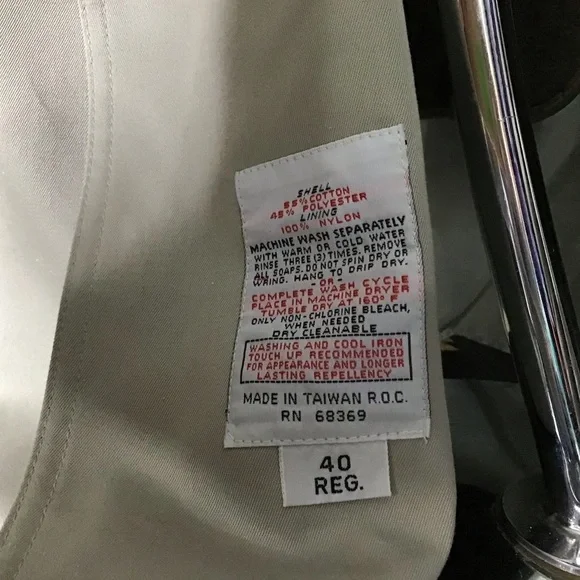 SHELL
55% COTTON
45% POLYESTER
LINING
100% NYLON
MACHINE WASH SEPARATELY
WITH WARM OR COLD WATER
RINSE THREE (3) TIMES. REMOVE
ALL SOAPS. DO NOT SPIN DRY OR
WRING. HANG TO DRIP DRY.
-OR-
COMPLETE WASH CYCLE
PLACE IN MACHINE DRYER
TUMBLE DRY AT 160° F
ONLY NON-CHLORINE BLEACH,
WHEN NEEDED
DRY CLEANABLE
WASHING AND COOL IRON
TOUCH UP RECOMMENDED
FOR APPEARANCE AND LONGER
LASTING REPELLENCY
MADE IN TAIWAN R.O.C.
RN 68369
40
REG.